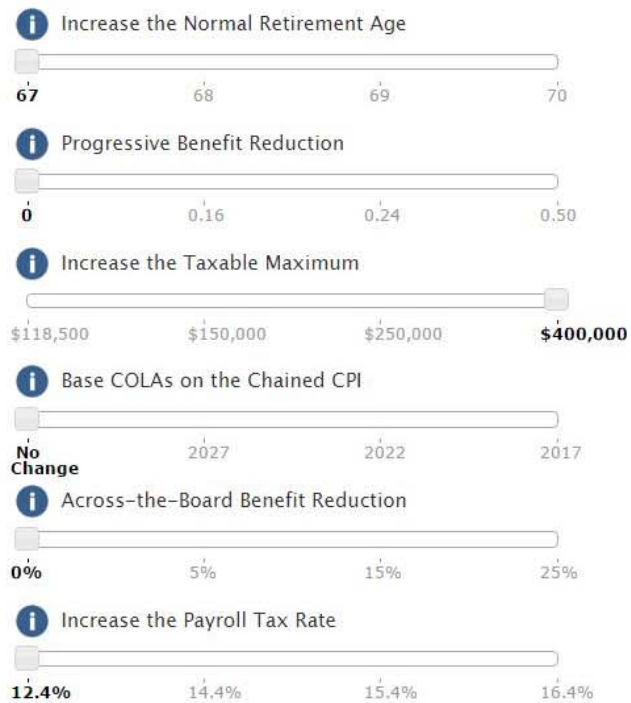 i Increase the Normal Retirement Age
67 68 69 70
i Progressive Benefit Reduction
0 0.16 0.24 0.50
i Increase the Taxable Maximum
$118,500 $150,000 $250,000 $400,000
i Base COLAs on the Chained CPI
No 2027 2022 2017
Change
i Across-the-Board Benefit Reduction
0% 5% 15% 25%
i Increase the Payroll Tax Rate
12.4% 14.4% 15.4% 16.4%